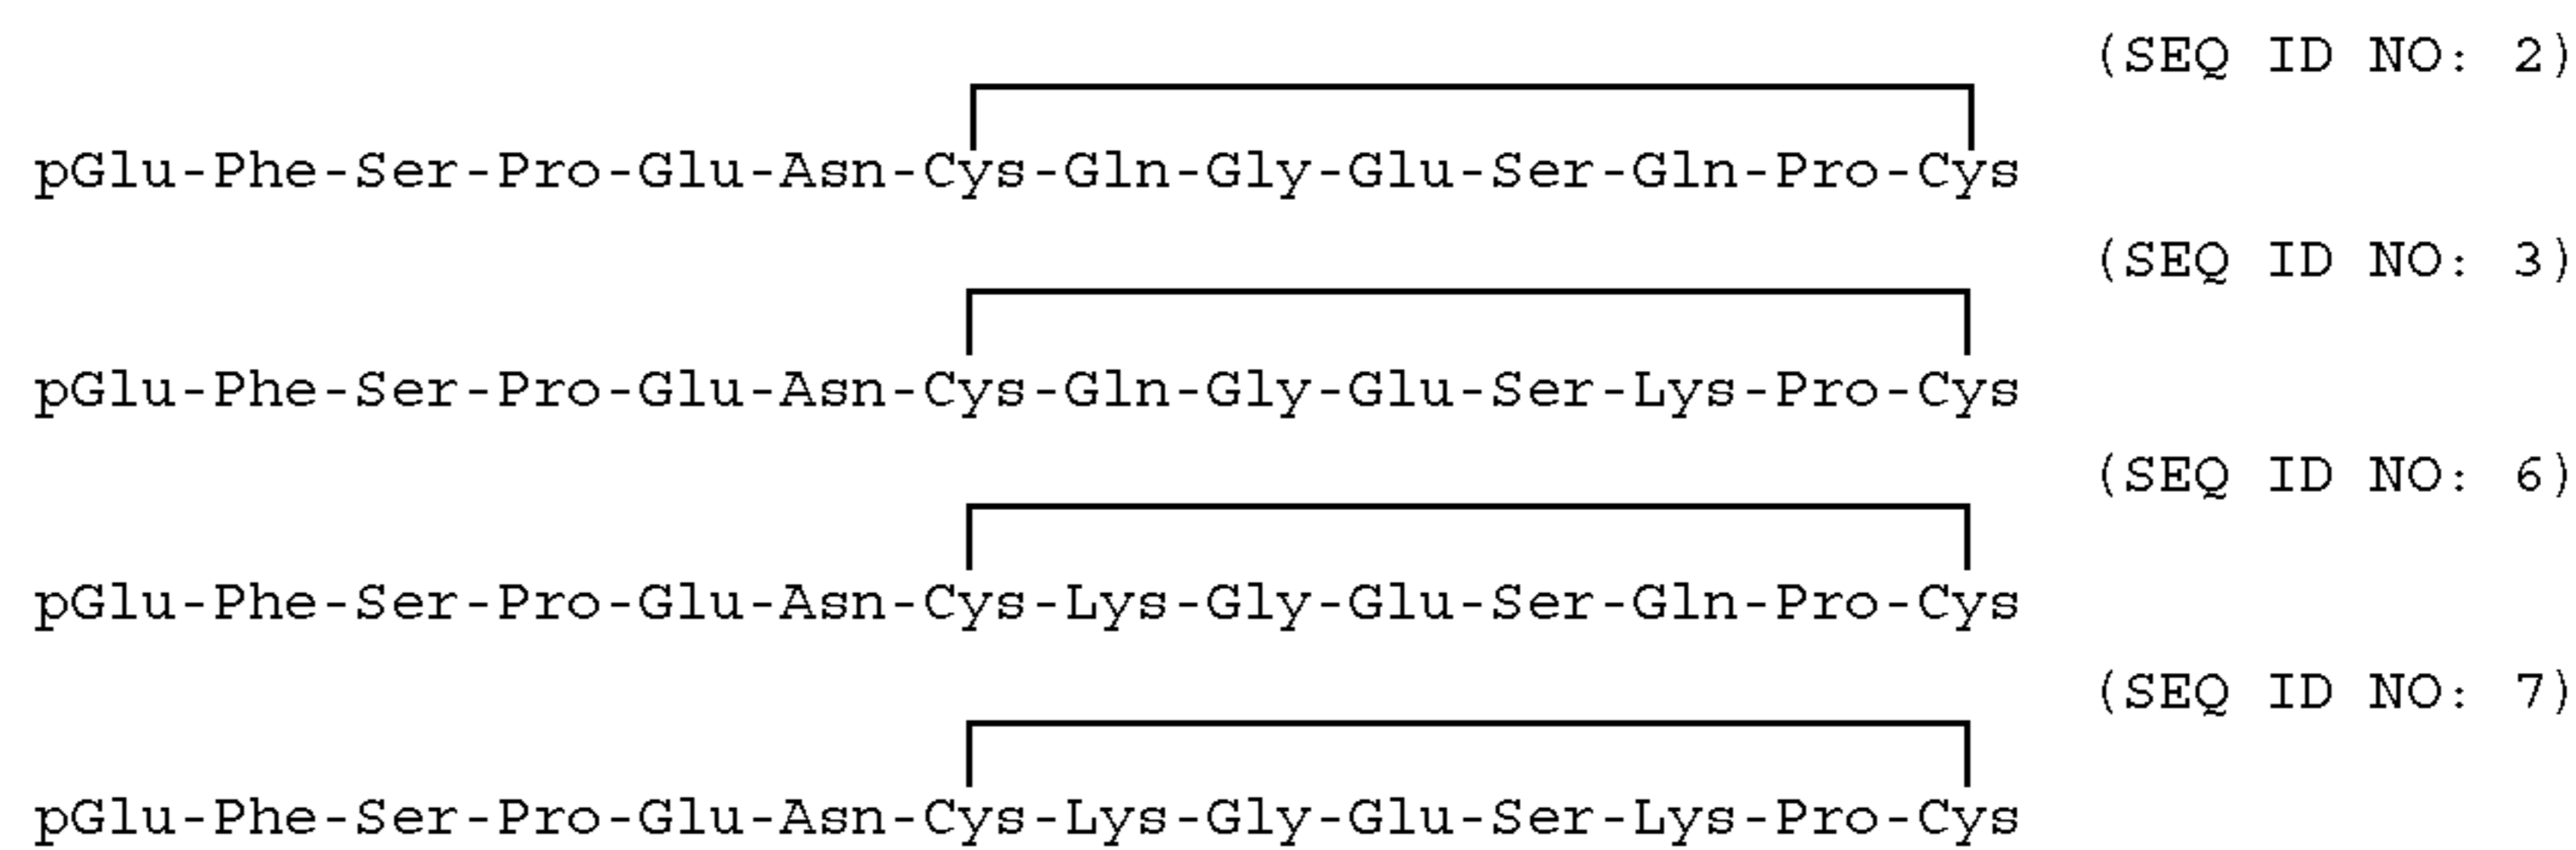 (SEQ ID NO: 2)
pGlu-Phe-Ser-Pro-Glu-Asn-Cys-Gln-Gly-Glu-Ser-Gln-Pro-Cys
(SEQ ID NO: 3)
pGlu-Phe-Ser-Pro-Glu-Asn-Cys-Gln-Gly-Glu-Ser-Lys-Pro-Cys
(SEQ ID NO: 6)
pGlu-Phe-Ser-Pro-Glu-Asn-Cys-Lys-Gly-Glu-Ser-Gln-Pro-Cys
(SEQ ID NO: 7)
pGlu-Phe-Ser-Pro-Glu-Asn-Cys-Lys-Gly-Glu-Ser-Lys-Pro-Cys